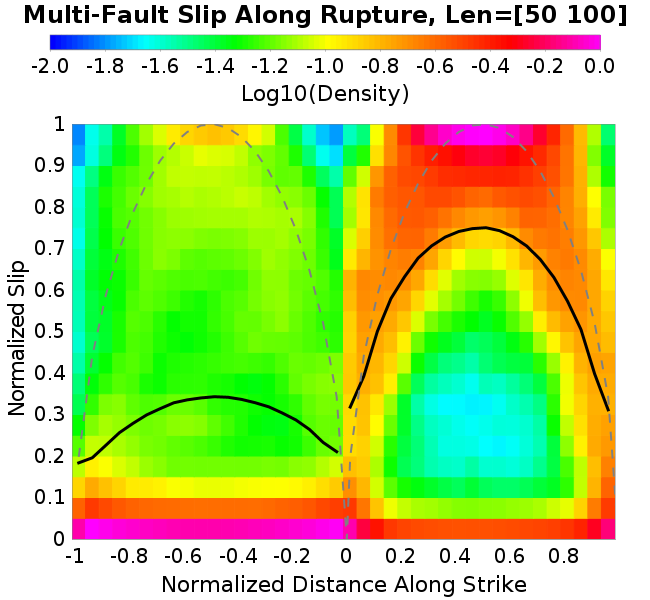 Multi-Fault Slip Along Rupture, Len=[50 100]
-2.0 -1.8 -1.6 -1.4 -1.2 -1.0 -0.8 -0.6 -0.4 -0.2 0.0
Log10(Density)
Normalized Slip
1
0.9
0.8
0.7
0.6
0.5
0.4
0.3
0.2
0.1
0
-1 -0.8 -0.6 -0.4 -0.2 0 0.2 0.4 0.6 0.8
Normalized Distance Along Strike